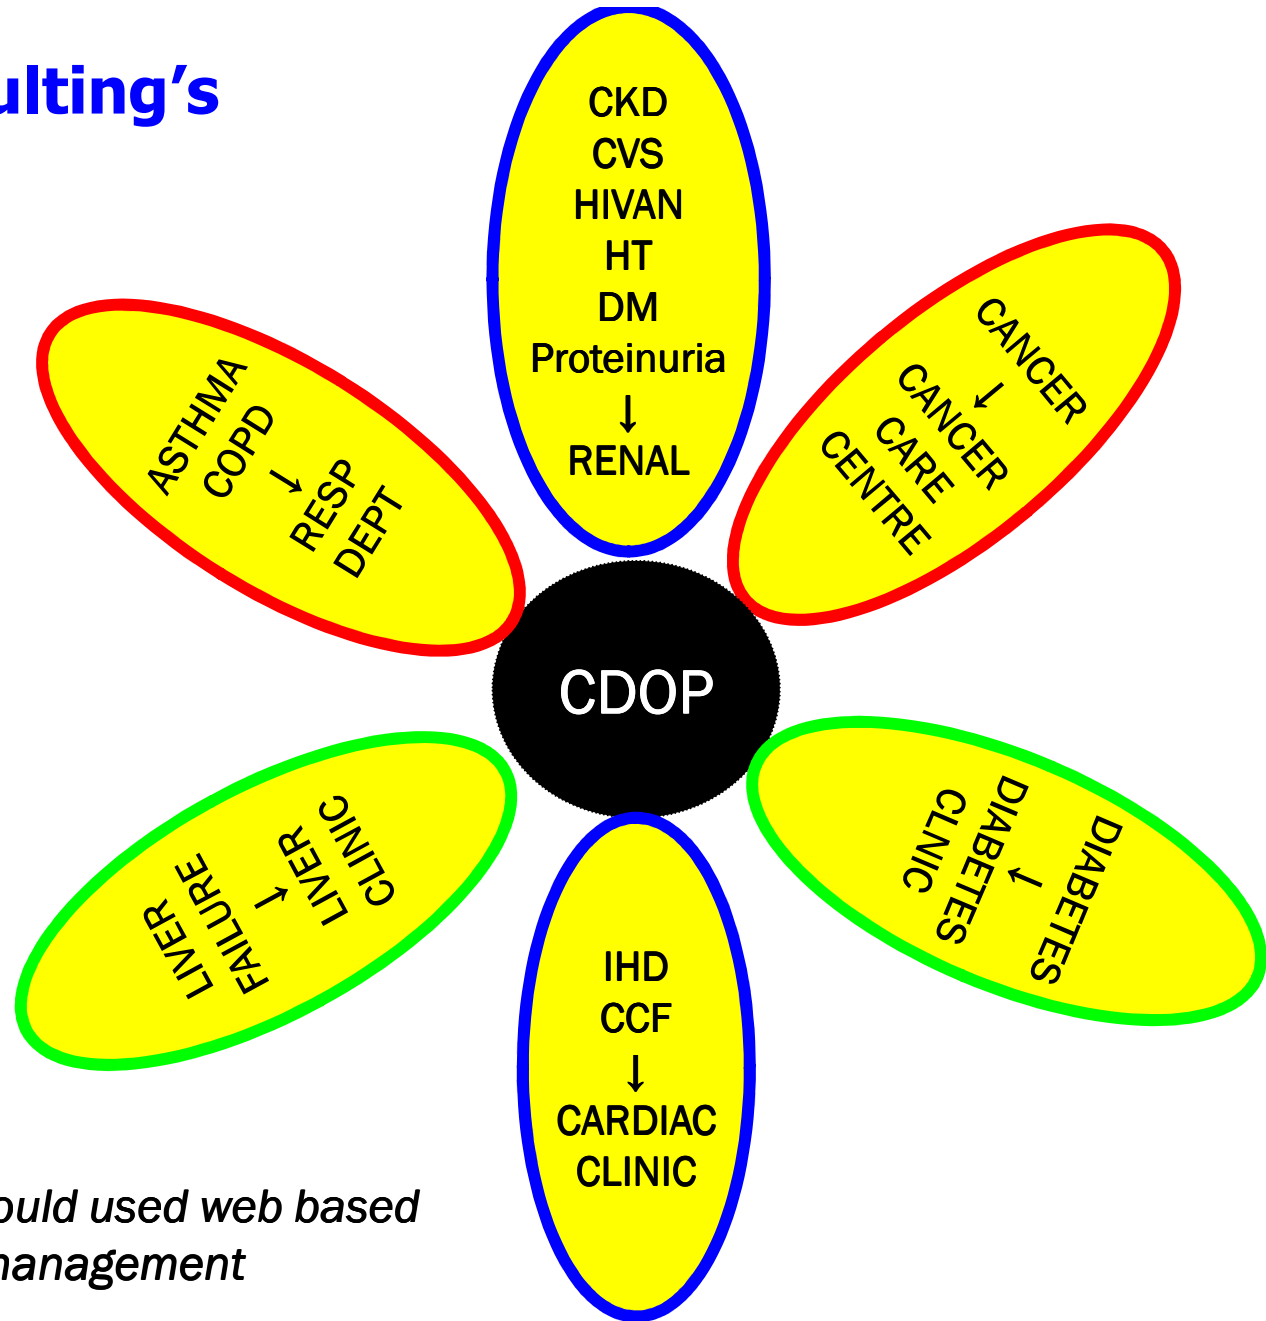 ulting's
CKD
CVS
HIVAN
HT
DM
Proteinuria
↓
RENAL
CANCER
↓
CANCER
CARE
CENTRE
ASTHMA
COPD
↓
RESP
DEPT
CDOP
DIABETES
↓
DIABETES
CLNIC
LIVER
FAILURE
↓
LIVER
CLINIC
IHD
CCF
↓
CARDIAC
CLINIC
ould used web based
nanagement